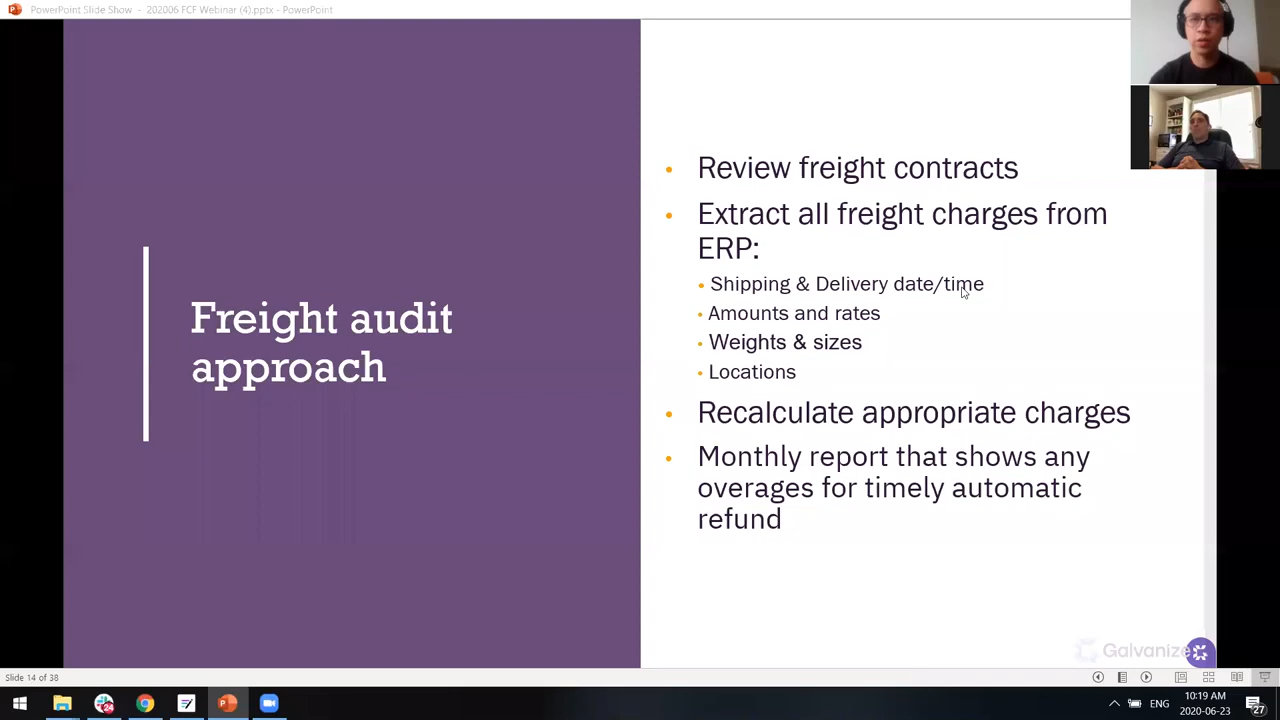 PowerPoint Slide Show - 202006 FCF Webinar (4).pptx - PowerPoint
Freight audit
approach
• Review freight contracts
• Extract all freight charges from
ERP:
• Shipping & Delivery date/time
• Amounts and rates
• Weights & sizes
• Locations
• Recalculate appropriate charges
• Monthly report that shows any
overages for timely automatic
refund
Galvanize
Slide 14 of 38
24
ENG
10:19 AM
2020-06-23
27